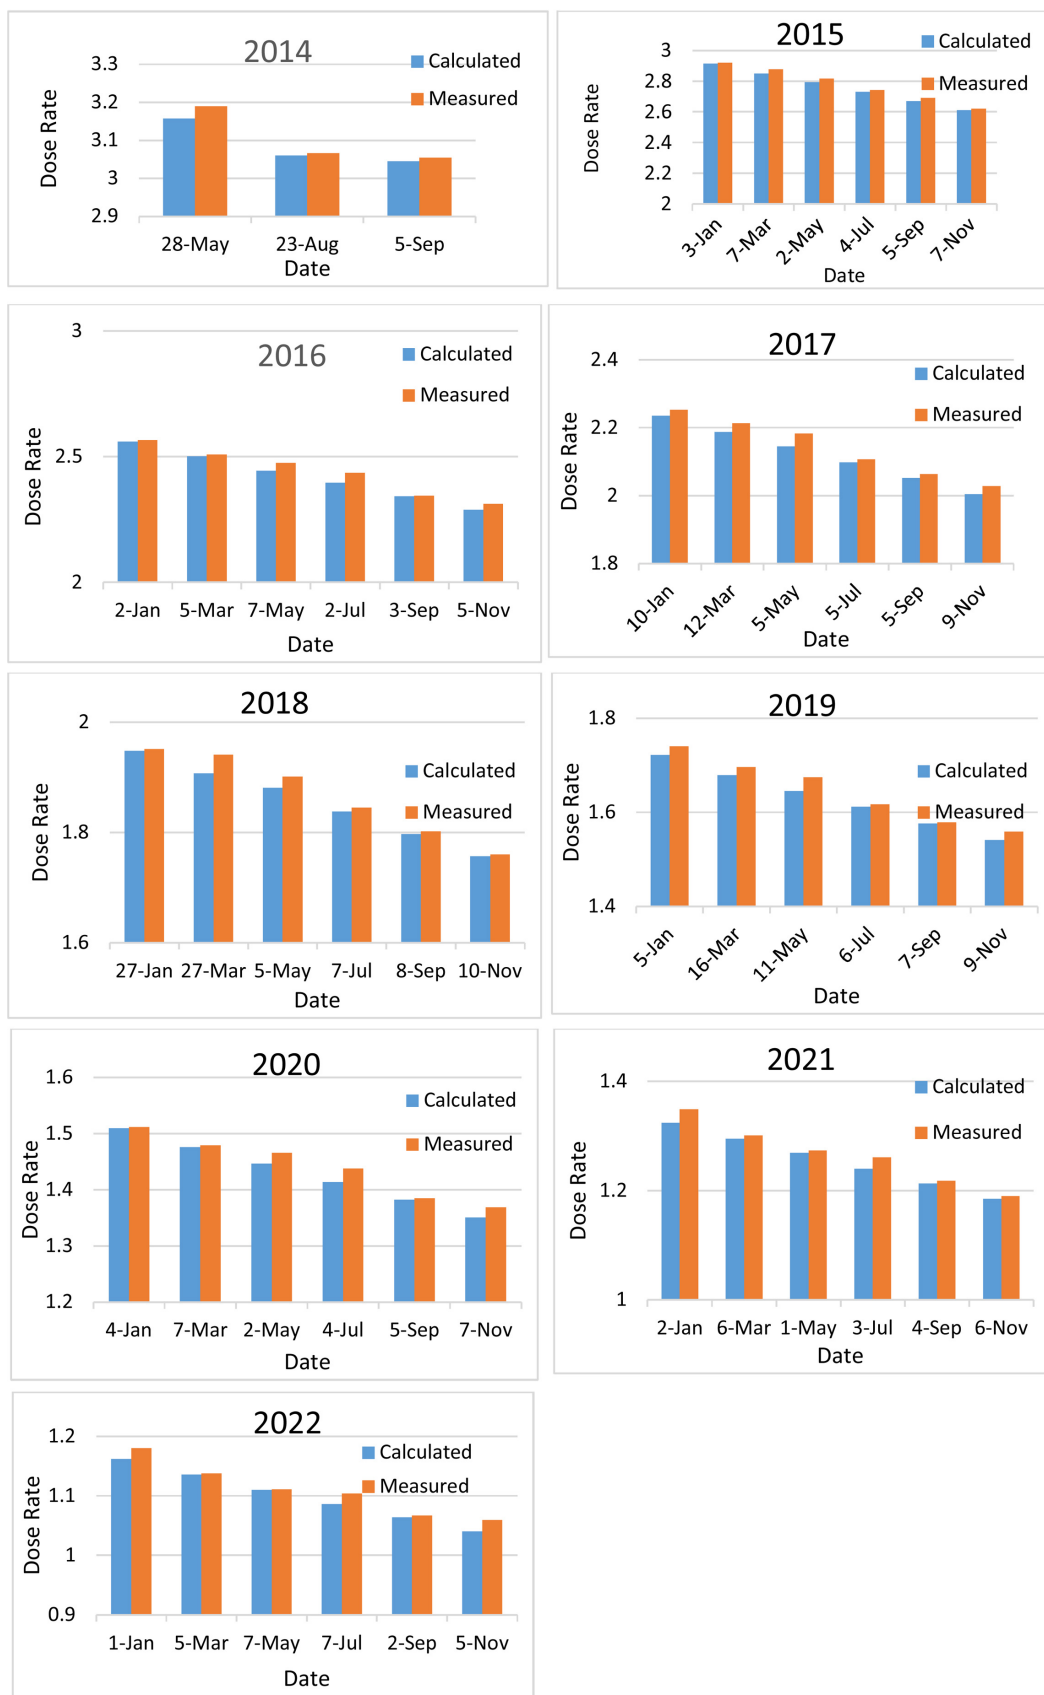 2014
Calculated
Measured
3.3
3.2
3.1
3
2.9
Dose Rate
28-May 23-Aug 5-Sep
Date
2015
Calculated
Measured
3
2.8
2.6
2.4
2.2
2
Dose Rate
3-Jan 7-Mar 2-May 4-Jul 5-Sep 7-Nov
Date
2016
Calculated
Measured
3
2.5
2
Dose Rate
2-Jan 5-Mar 7-May 2-Jul 3-Sep 5-Nov
Date
2017
Calculated
Measured
2.4
2.2
2
1.8
Dose Rate
10-Jan 12-Mar 5-May 5-Jul 5-Sep 9-Nov
Date
2018
Calculated
Measured
2
1.8
1.6
Dose Rate
27-Jan 27-Mar 5-May 7-Jul 8-Sep 10-Nov
Date
2019
Calculated
Measured
1.8
1.6
1.4
Dose Rate
5-Jan 16-Mar 11-May 6-Jul 7-Sep 9-Nov
Date
2020
Calculated
Measured
1.6
1.5
1.4
1.3
1.2
Dose Rate
4-Jan 7-Mar 2-May 4-Jul 5-Sep 7-Nov
Date
2021
Calculated
Measured
1.4
1.2
1
Dose Rate
2-Jan 6-Mar 1-May 3-Jul 4-Sep 6-Nov
Date
2022
Calculated
Measured
1.2
1.1
1
0.9
Dose Rate
1-Jan 5-Mar 7-May 7-Jul 2-Sep 5-Nov
Date